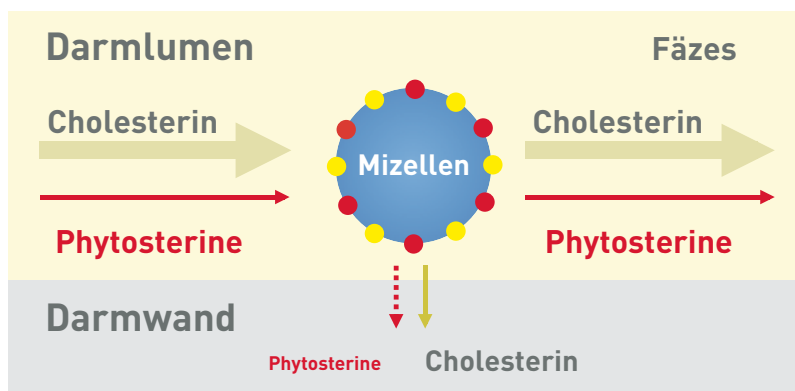 Darmlumen
Fäzes
Cholesterin
Cholesterin
Mizellen
Phytosterine
Phytosterine
Darmwand
Phytosterine
Cholesterin